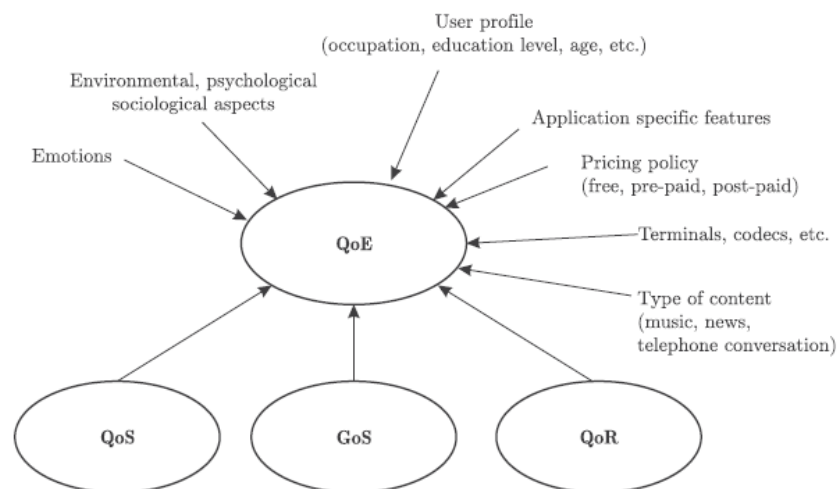 User profile
(occupation, education level, age, etc.)
Environmental, psychological
sociological aspects
Application specific features
Emotions
Pricing policy
(free, pre-paid, post-paid)
QoE
Terminals, codecs, etc.
Type of content
(music, news,
telephone conversation)
QoS
GoS
QoR